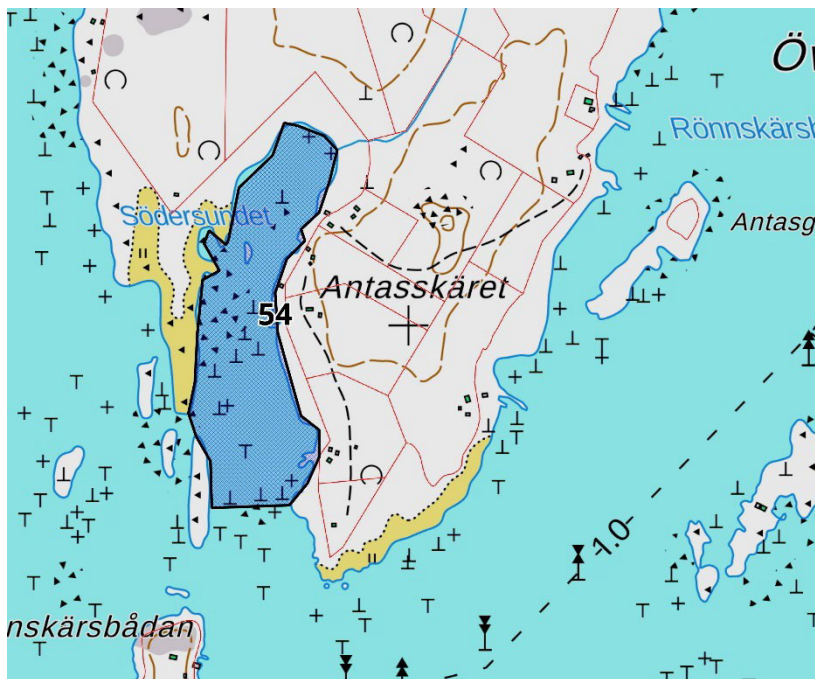 Öv
Rönnskärsb
Södersundet
Antasg
Antasskäret
54
1.0
nskärsbådan